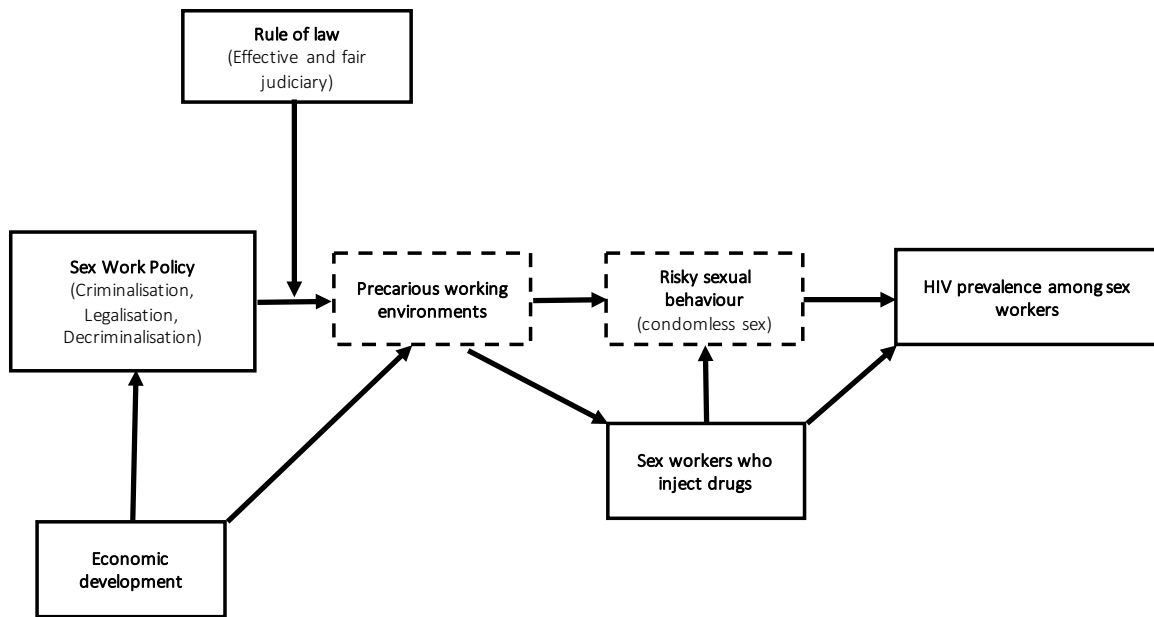 Rule of law
(Effective and fair
judiciary)
Sex Work Policy
(Criminalisation,
Legalisation,
Decriminalisation)
Precarious working
environments
Risky sexual
behaviour
(condomless sex)
HIV prevalence among sex
workers
Sex workers who
inject drugs
Economic
development